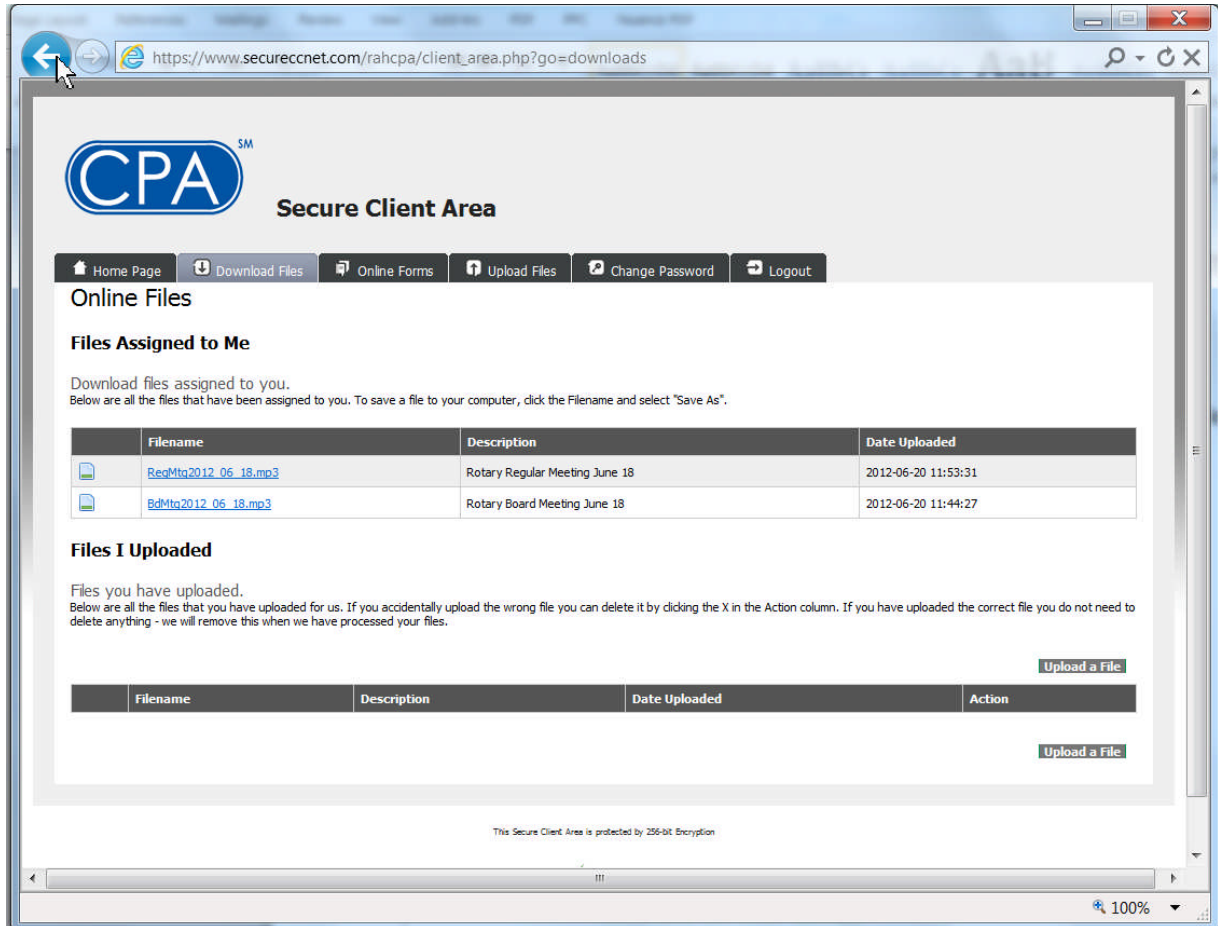 https://www.secureccnet.com/rahcpa/client_area.php?go=downloads
CPA SM
Secure Client Area
Home Page Download Files Online Forms Upload Files Change Password Logout
Online Files
Files Assigned to Me
Download files assigned to you.
Below are all the files that have been assigned to you. To save a file to your computer, click the Filename and select "Save As".
Filename Description Date Uploaded
RegMtg2012_06_18.mp3 Rotary Regular Meeting June 18 2012-06-20 11:53:31
BdMtg2012_06_18.mp3 Rotary Board Meeting June 18 2012-06-20 11:44:27
Files I Uploaded
Files you have uploaded.
Below are all the files that you have uploaded for us. If you accidentally upload the wrong file you can delete it by clicking the X in the Action column. If you have uploaded the correct file you do not need to
delete anything - we will remove this when we have processed your files.
Upload a File
Filename Description Date Uploaded Action
Upload a File
This Secure Client Area is protected by 256-bit Encryption
100%